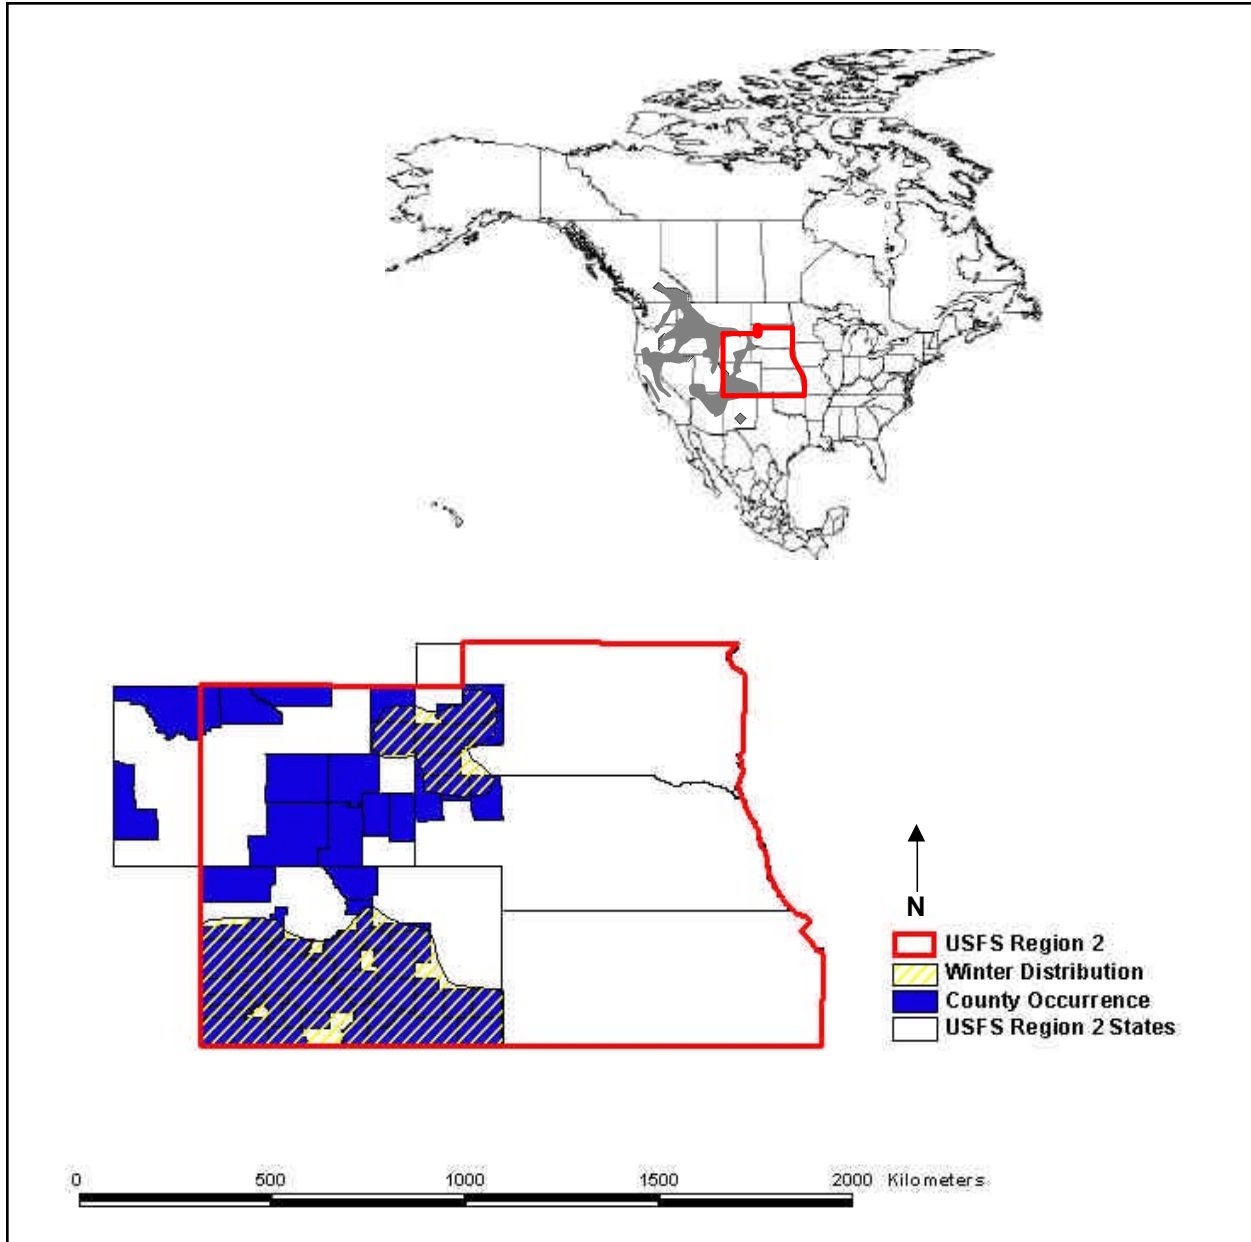 N
USFS Region 2
Winter Distribution
County Occurrence
USFS Region 2 States
0 500 1000 1500 2000 Kilometers